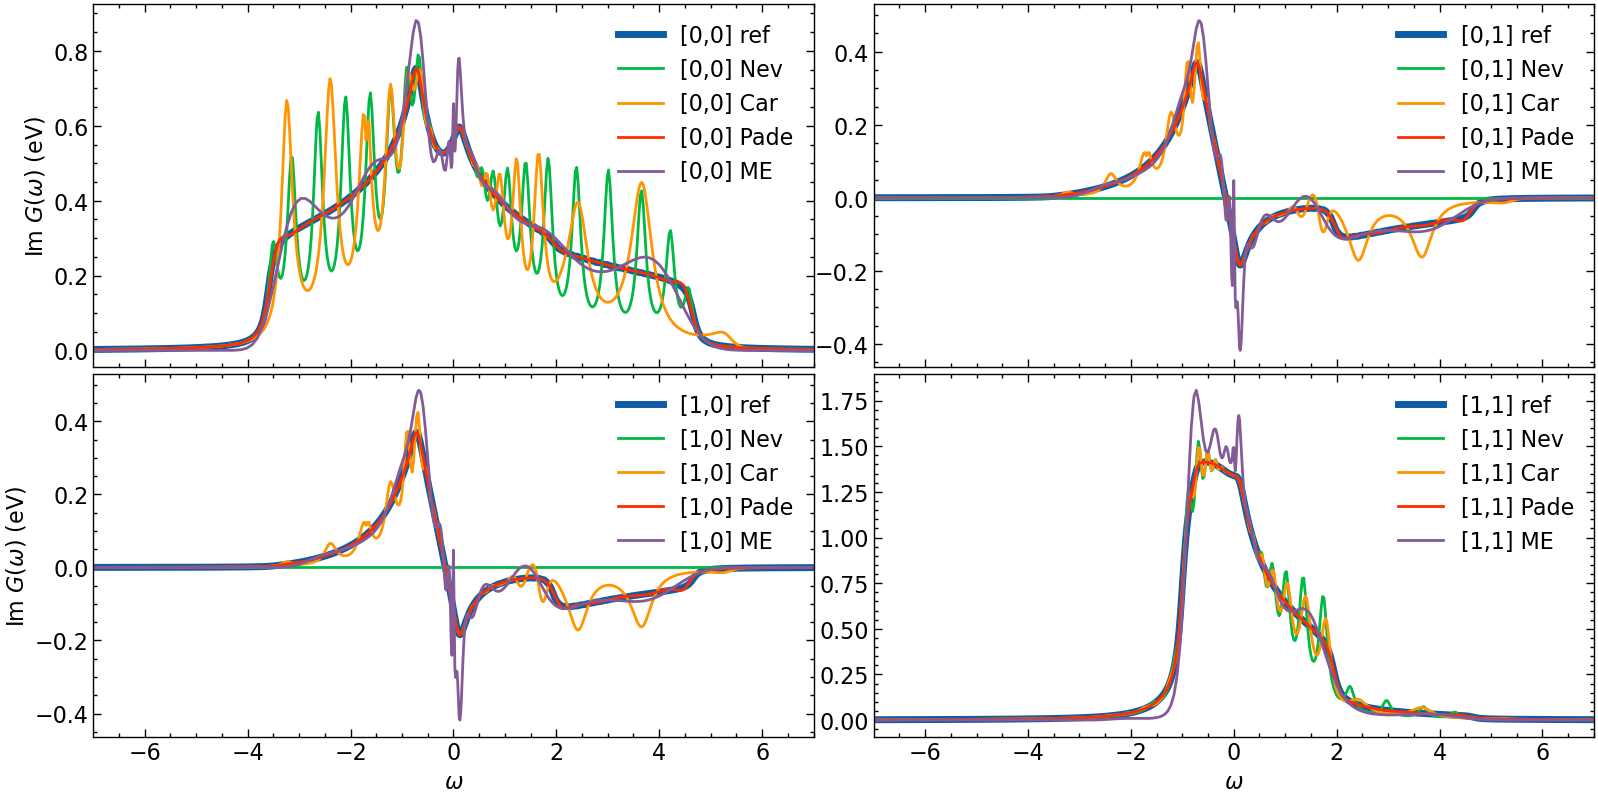 Im G(ω) (eV)
0.8
0.6
0.4
0.2
0.0
[0,0] ref
[0,0] Nev
[0,0] Car
[0,0] Pade
[0,0] ME
0.4
0.2
0.0
−0.2
−0.4
[0,1] ref
[0,1] Nev
[0,1] Car
[0,1] Pade
[0,1] ME
Im G(ω) (eV)
0.4
0.2
0.0
−0.2
−0.4
[1,0] ref
[1,0] Nev
[1,0] Car
[1,0] Pade
[1,0] ME
−6 −4 −2 0 2 4 6
ω
1.75
1.50
1.25
1.00
0.75
0.50
0.25
0.00
[1,1] ref
[1,1] Nev
[1,1] Car
[1,1] Pade
[1,1] ME
−6 −4 −2 0 2 4 6
ω